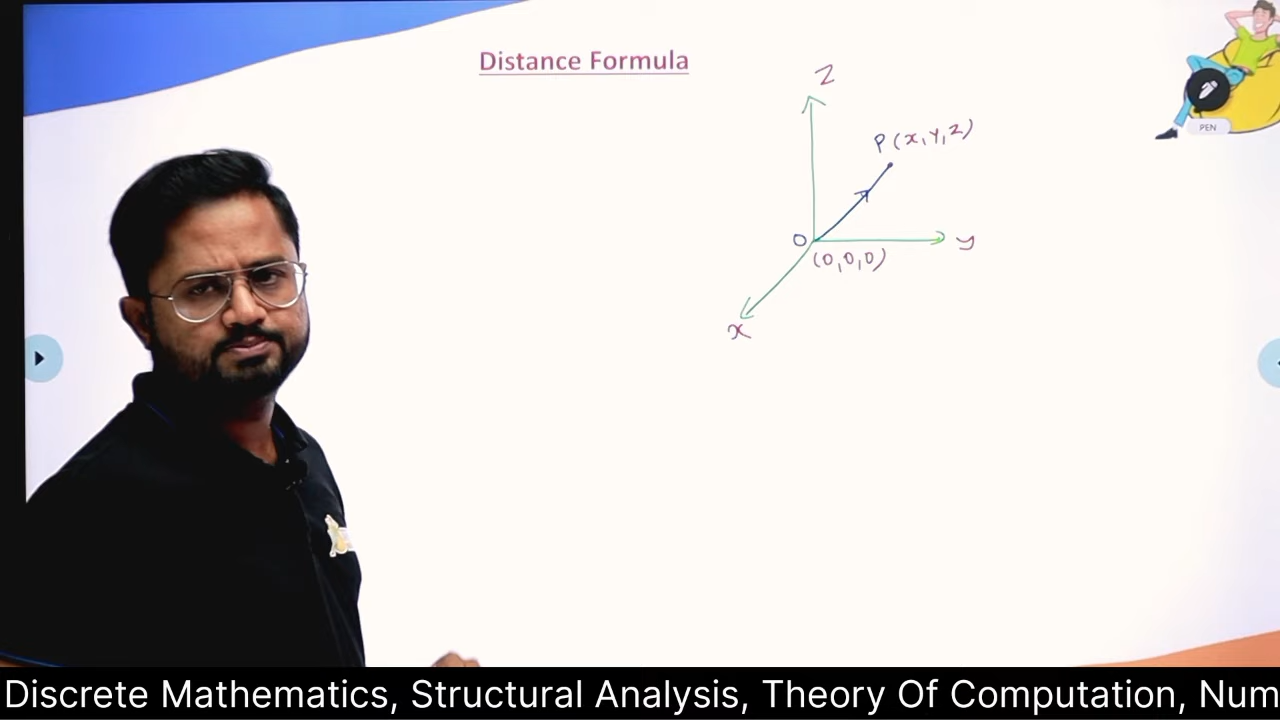 Distance Formula
Z
P (x, y, z)
PEN
O
y
(0,0,0)
x
Discrete Mathematics, Structural Analysis, Theory Of Computation, Num